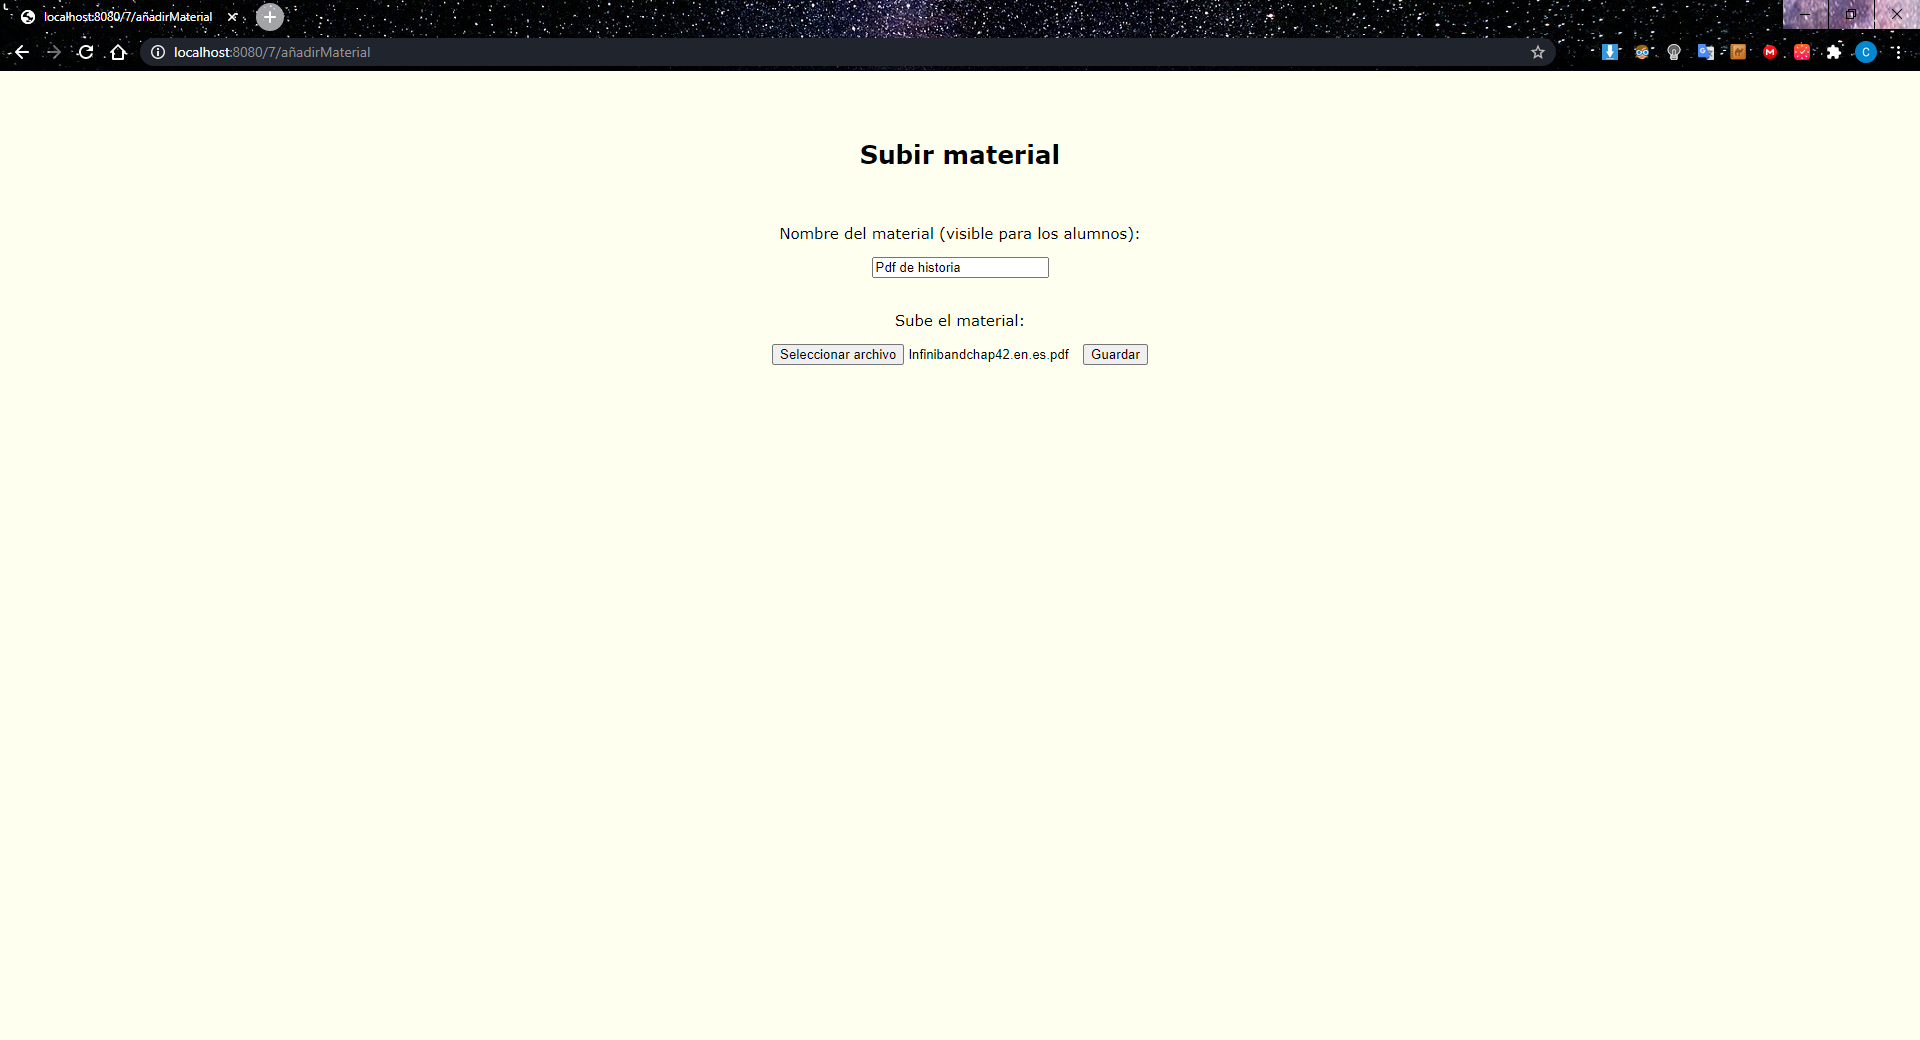 localhost:8080/7/añadirMaterial
localhost:8080/7/añadirMaterial
C
Subir material
Nombre del material (visible para los alumnos):
Pdf de historia
Sube el material:
Seleccionar archivo Infinibandchap42.en.es.pdf Guardar